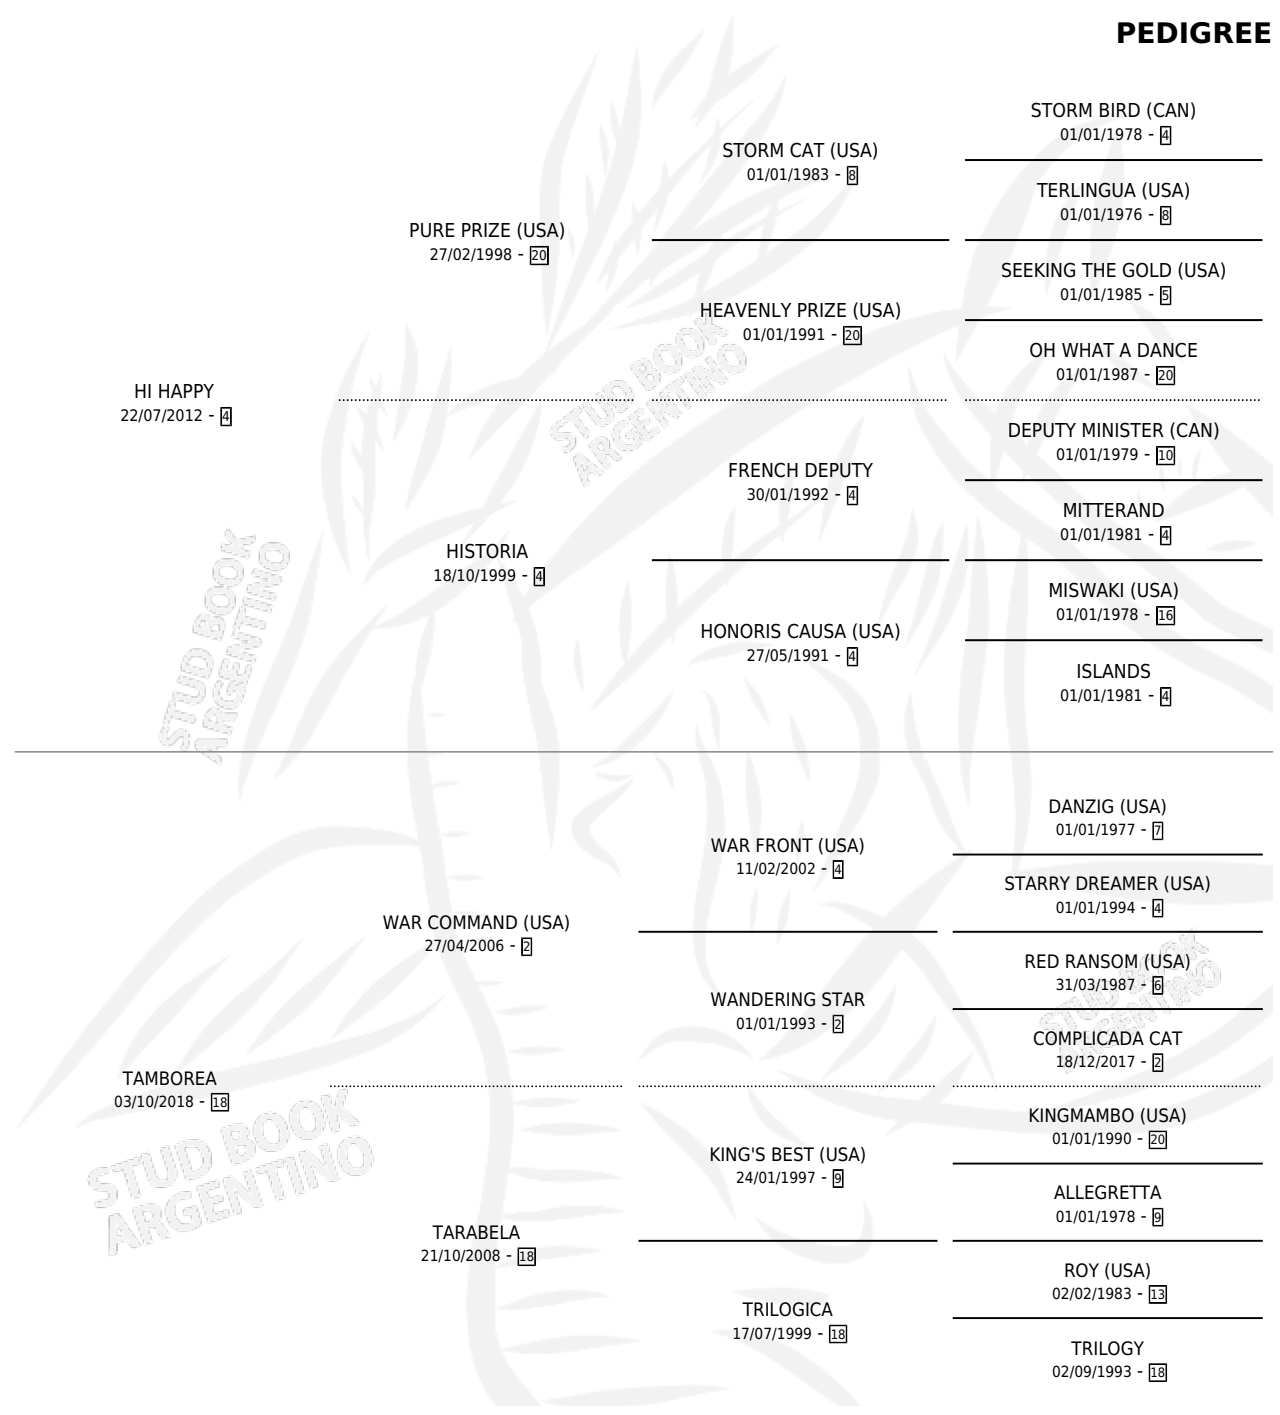 PEDIGREE
STORM BIRD (CAN)
01/01/1978 - 4
STORM CAT (USA)
01/01/1983 - 8
TERLINGUA (USA)
01/01/1976 - 8
PURE PRIZE (USA)
27/02/1998 - 20
SEEKING THE GOLD (USA)
01/01/1985 - 5
HEAVENLY PRIZE (USA)
01/01/1991 - 20
OH WHAT A DANCE
01/01/1987 - 20
HI HAPPY
22/07/2012 - 4
STUD BOOK
ARGENTINO
DEPUTY MINISTER (CAN)
01/01/1979 - 10
FRENCH DEPUTY
30/01/1992 - 4
MITTERAND
01/01/1981 - 4
HISTORIA
18/10/1999 - 4
MISWAKI (USA)
01/01/1978 - 16
HONORIS CAUSA (USA)
27/05/1991 - 4
ISLANDS
01/01/1981 - 4
STUD BOOK
ARGENTINO
DANZIG (USA)
01/01/1977 - 7
WAR FRONT (USA)
11/02/2002 - 4
STARRY DREAMER (USA)
01/01/1994 - 4
WAR COMMAND (USA)
27/04/2006 - 2
RED RANSOM (USA)
31/03/1987 - 6
WANDERING STAR
01/01/1993 - 2
STUD BOOK
ARGENTINO
COMPLICADA CAT
18/12/2017 - 2
TAMBOREA
03/10/2018 - 18
KINGMAMBO (USA)
01/01/1990 - 20
KING'S BEST (USA)
24/01/1997 - 9
ALLEGRETTA
01/01/1978 - 9
STUD BOOK
ARGENTINO
TARABELA
21/10/2008 - 18
ROY (USA)
02/02/1983 - 13
TRILOGICA
17/07/1999 - 18
TRILOGY
02/09/1993 - 18